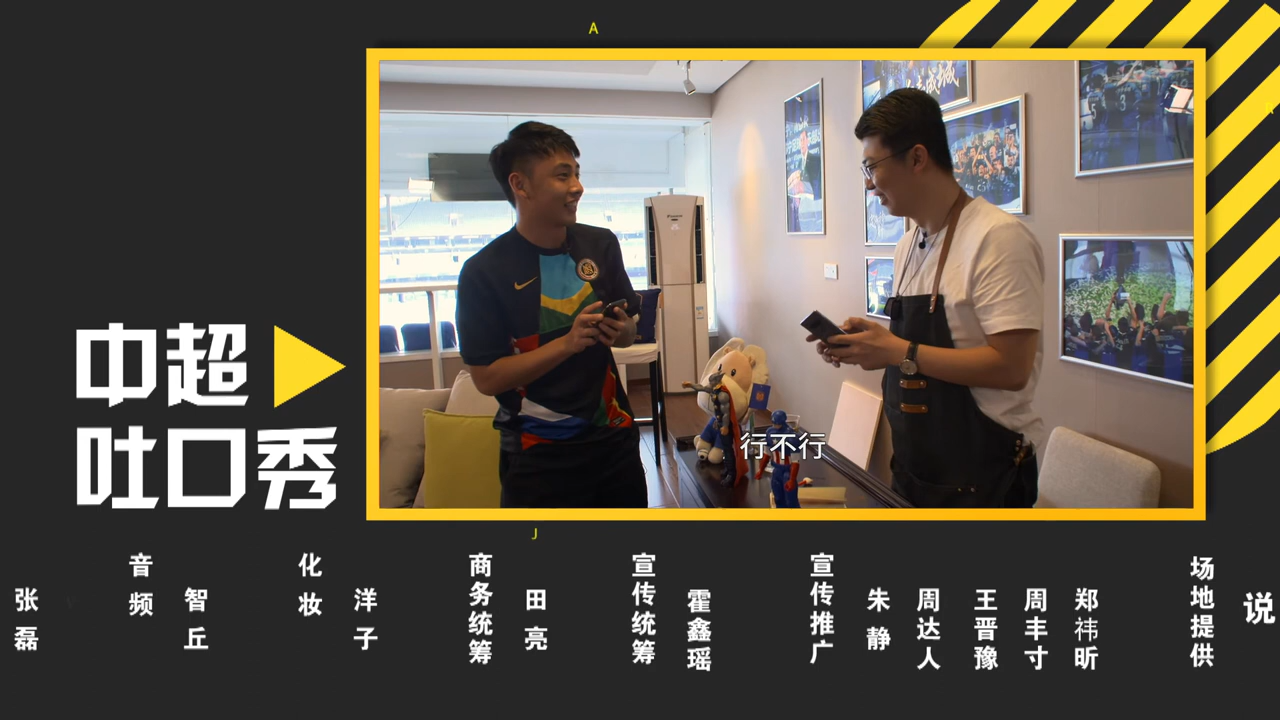 A
中超
吐口秀
行不行
J
张磊
音频
智丘
化妆
洋子
商务统筹
田亮
宣传统筹
霍鑫瑶
宣传推广
朱静
周达人
王晋豫
周丰寸
郑祎昕
场地提供
说